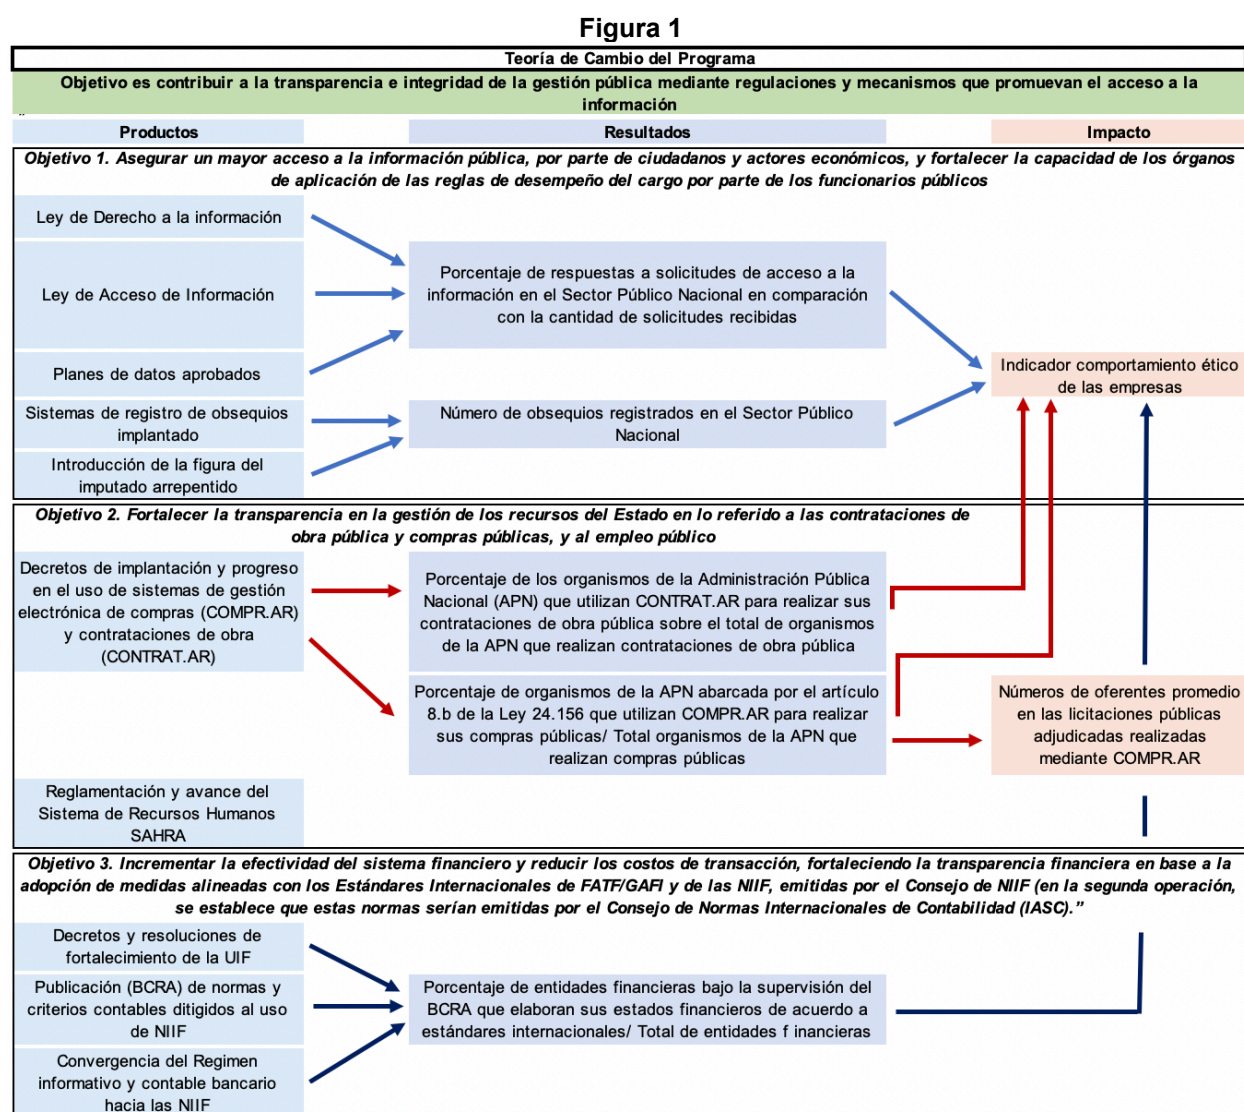 Figura 1
Teoría de Cambio del Programa
Objetivo es contribuir a la transparencia e integridad de la gestión pública mediante regulaciones y mecanismos que promuevan el acceso a la
información
”
Productos
Resultados
Impacto
Objetivo 1. Asegurar un mayor acceso a la información pública, por parte de ciudadanos y actores económicos, y fortalecer la capacidad de los órganos
de aplicación de las reglas de desempeño del cargo por parte de los funcionarios públicos
Ley de Derecho a la información
Ley de Acceso de Información
Planes de datos aprobados
Sistemas de registro de obsequios
implantado
Introducción de la figura del
imputado arrepentido
Porcentaje de respuestas a solicitudes de acceso a la
información en el Sector Público Nacional en comparación
con la cantidad de solicitudes recibidas
Número de obsequios registrados en el Sector Público
Nacional
Indicador comportamiento ético
de las empresas
Objetivo 2. Fortalecer la transparencia en la gestión de los recursos del Estado en lo referido a las contrataciones de
obra pública y compras públicas, y al empleo público
Decretos de implantación y progreso
en el uso de sistemas de gestión
electrónica de compras (COMPR.AR)
y contrataciones de obra
(CONTRAT.AR)
Reglamentación y avance del
Sistema de Recursos Humanos
SAHRA
Porcentaje de los organismos de la Administración Pública
Nacional (APN) que utilizan CONTRAT.AR para realizar sus
contrataciones de obra pública sobre el total de organismos
de la APN que realizan contrataciones de obra pública
Porcentaje de organismos de la APN abarcada por el artículo
8.b de la Ley 24.156 que utilizan COMPR.AR para realizar
sus compras públicas/ Total organismos de la APN que
realizan compras públicas
Números de oferentes promedio
en las licitaciones públicas
adjudicadas realizadas
mediante COMPR.AR
Objetivo 3. Incrementar la efectividad del sistema financiero y reducir los costos de transacción, fortaleciendo la transparencia financiera en base a la
adopción de medidas alineadas con los Estándares Internacionales de FATF/GAFI y de las NIIF, emitidas por el Consejo de NIIF (en la segunda operación,
se establece que estas normas serían emitidas por el Consejo de Normas Internacionales de Contabilidad (IASC).”
Decretos y resoluciones de
fortalecimiento de la UIF
Publicación (BCRA) de normas y
criterios contables ditigidos al uso
de NIIF
Convergencia del Regimen
informativo y contable bancario
hacia las NIIF
Porcentaje de entidades financieras bajo la supervisión del
BCRA que elaboran sus estados financieros de acuerdo a
estándares internacionales/ Total de entidades f inancieras